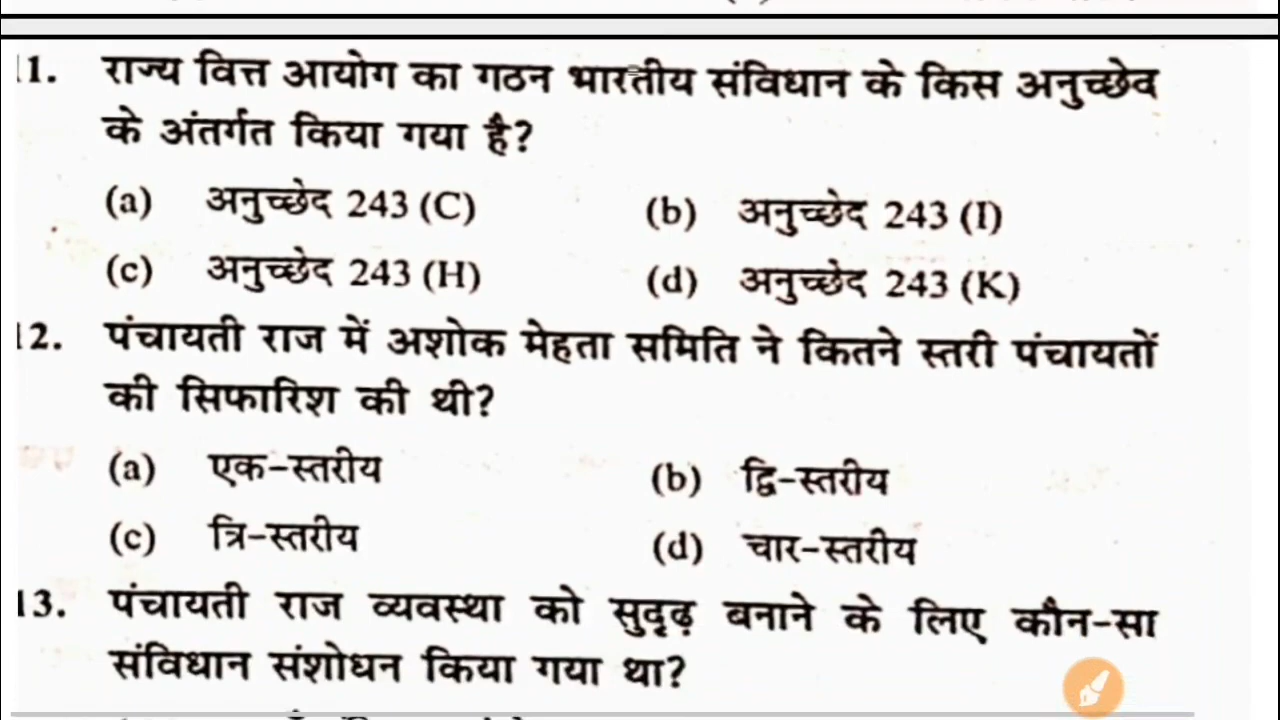 11. राज्य वित्त आयोग का गठन भारतीय संविधान के किस अनुच्छेद
के अंतर्गत किया गया है?
(a) अनुच्छेद 243 (C) (b) अनुच्छेद 243 (I)
(c) अनुच्छेद 243 (H) (d) अनुच्छेद 243 (K)
12. पंचायती राज में अशोक मेहता समिति ने कितने स्तरी पंचायतों
की सिफारिश की थी?
(a) एक-स्तरीय (b) द्वि-स्तरीय
(c) त्रि-स्तरीय (d) चार-स्तरीय
13. पंचायती राज व्यवस्था को सुदृढ़ बनाने के लिए कौन-सा
संविधान संशोधन किया गया था?